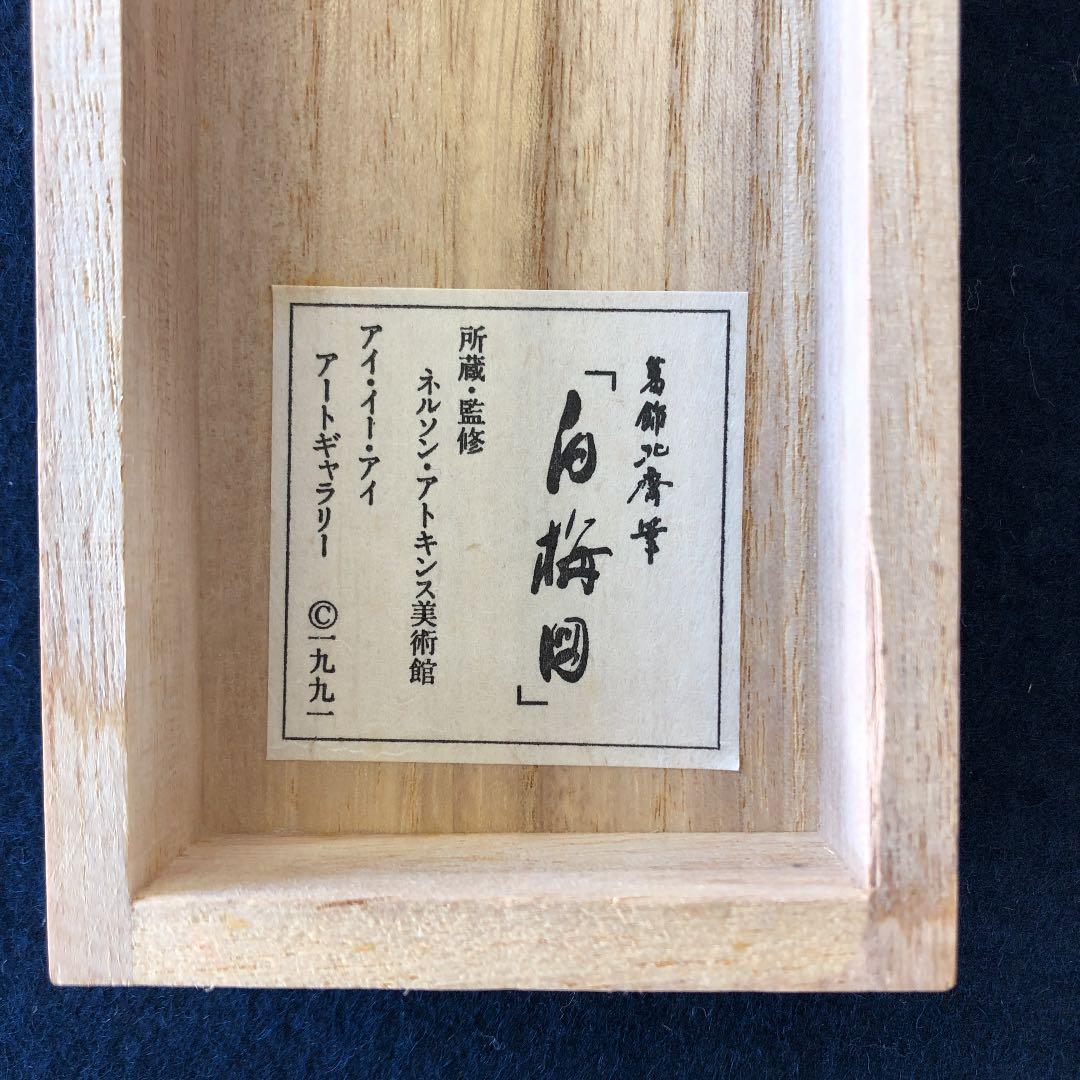 葛飾北斎筆
「白梅図」
所蔵・監修
ネルソン・アトキンス美術館
アイ・イー・アイ
アートギャラリー ©一九九一